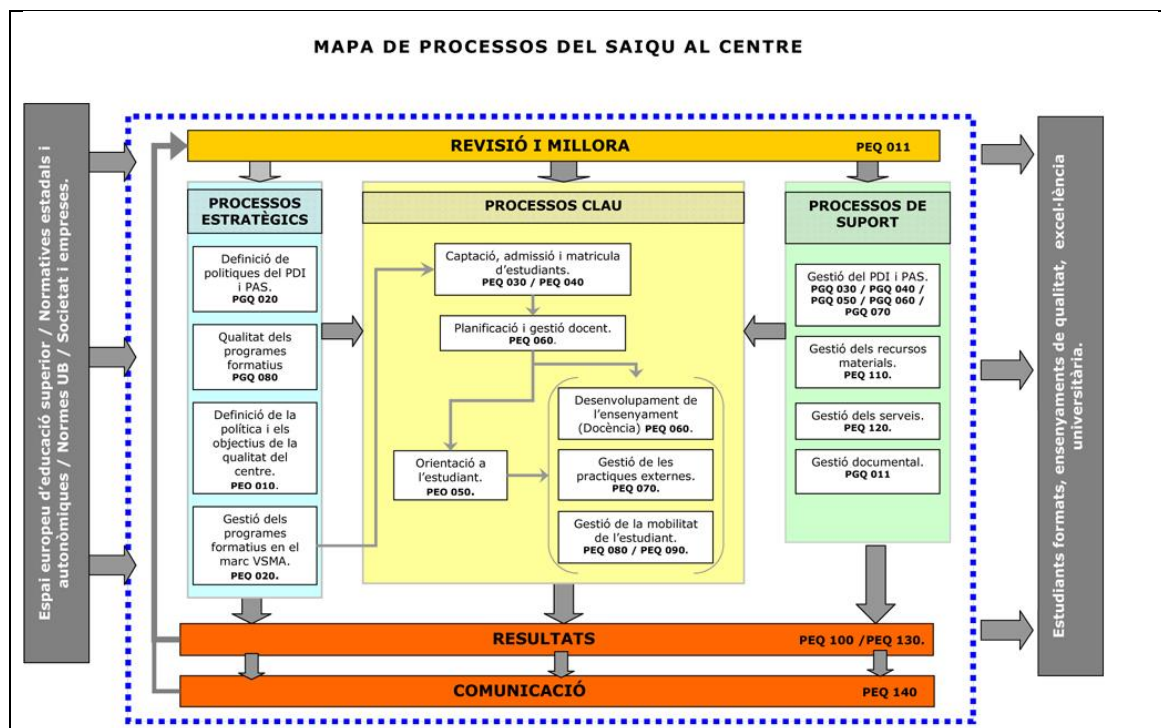 MAPA DE PROCESSOS DEL SAIQU AL CENTRE
Espai europeu d'educació superior / Normatives estadals i
autonòmiques / Normes UB / Societat i empreses.
REVISIÓ I MILLORA
PEQ 011
PROCESSOS
ESTRATÈGICS
Definició de
politiques del PDI
i PAS.
PGQ 020
Qualitat dels
programes
formatius
PGQ 080
Definició de la
política i els
objectius de la
qualitat del
centre.
PEO 010.
Gestió dels
programes
formatius en el
marc VSMA.
PEQ 020.
PROCESSOS CLAU
Captació, admissió i matricula
d'estudiants.
PEQ 030 / PEQ 040
Planificació i gestió docent.
PEQ 060.
Desenvolupament de
l'ensenyament
(Docència) PEQ 060.
Orientació a
l'estudiant.
PEO 050.
Gestió de les
practiques externes.
PEQ 070.
Gestió de la mobilitat
de l'estudiant.
PEQ 080 / PEQ 090.
PROCESSOS DE
SUPORT
Gestió del PDI i PAS.
PGQ 030 / PGQ 040 /
PGQ 050 / PGQ 060 /
PGQ 070
Gestió dels recursos
materials.
PEQ 110.
Gestió dels serveis.
PEQ 120.
Gestió documental.
PGQ 011
RESULTATS
PEQ 100 /PEQ 130.
COMUNICACIÓ
PEQ 140
Estudiants formats, ensenyaments de qualitat, excel·lència
universitària.